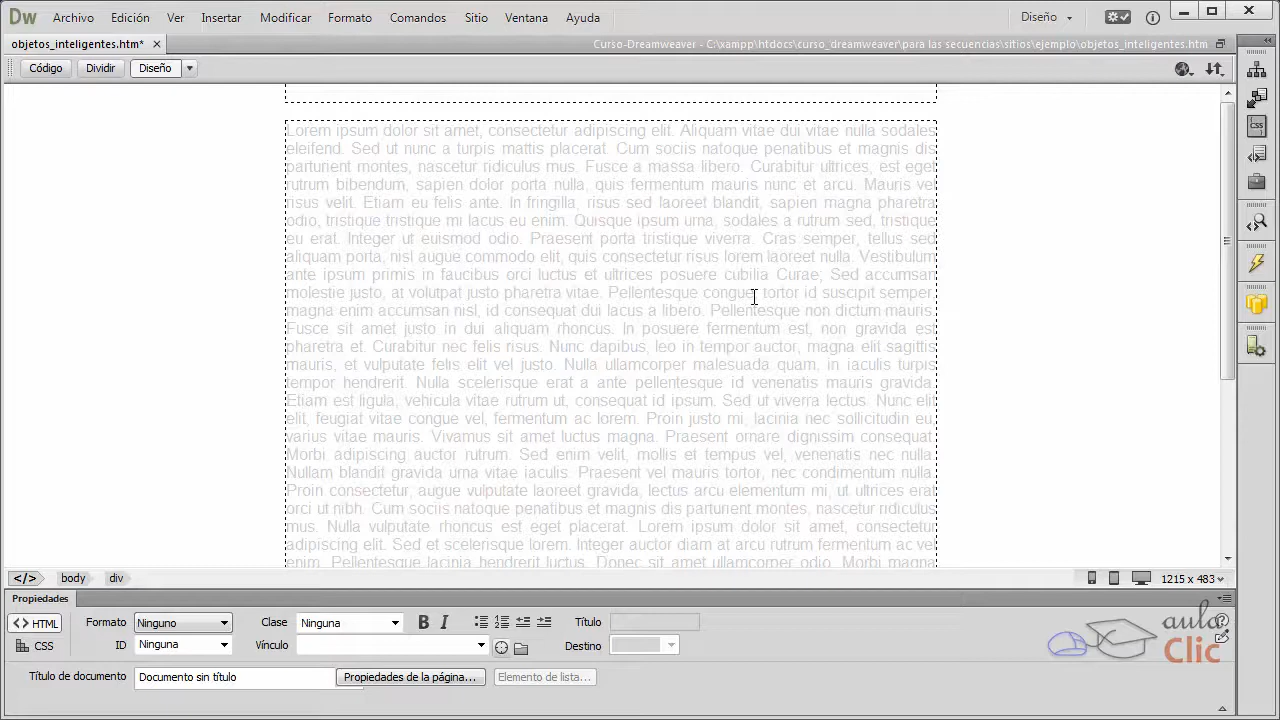 Dw Archivo Edición Ver Insertar Modificar Formato Comandos Sitio Ventana Ayuda Diseño
objetos_inteligentes.htm* Curso-Dreamweaver - C:\xampp\htdocs\curso_dreamweaver\para las secuencias\sitios\ejemplo\objetos_inteligentes.htm
Código Dividir Diseño
Lorem ipsum dolor sit amet, consectetur adipiscing elit. Aliquam vitae dui vitae nulla sodales
eleifend. Sed ut nunc a turpis mattis placerat. Cum sociis natoque penatibus et magnis dis
parturient montes, nascetur ridiculus mus. Fusce a massa libero. Curabitur ultrices, est eget
rutrum bibendum, sapien dolor porta nulla, quis fermentum mauris nunc et arcu. Mauris vel
risus velit. Etiam eu felis ante. In fringilla, risus sed laoreet blandit, sapien magna pharetra
odio, tristique tristique mi lacus eu enim. Quisque ipsum urna, sodales a rutrum sed, tristique
eu erat. Integer ut euismod odio. Praesent porta tristique viverra. Cras semper, tellus sed
aliquam porta, nisl augue commodo elit, quis consectetur risus lorem laoreet nulla. Vestibulum
ante ipsum primis in faucibus orci luctus et ultrices posuere cubilia Curae; Sed accumsan
molestie justo, at volutpat justo pharetra vitae. Pellentesque congue, tortor id suscipit semper,
magna enim accumsan nisl, id consequat dui lacus a libero. Pellentesque non dictum mauris.
Fusce sit amet justo in dui aliquam rhoncus. In posuere fermentum est, non gravida est
pharetra et. Curabitur nec felis risus. Nunc dapibus, leo in tempor auctor, magna elit sagittis
mauris, et vulputate felis elit vel justo. Nulla ullamcorper malesuada quam, in iaculis turpis
tempor hendrerit. Nulla scelerisque erat a ante pellentesque id venenatis mauris gravida.
Etiam est ligula, vehicula vitae rutrum ut, consequat id ipsum. Sed ut viverra lectus. Nunc elit
elit, feugiat vitae congue vel, fermentum ac lorem. Proin justo mi, lacinia nec sollicitudin eu,
varius vitae mauris. Vivamus sit amet luctus magna. Praesent ornare dignissim consequat.
Morbi adipiscing auctor rutrum. Sed enim velit, mollis et tempus vel, venenatis nec nulla.
Nullam blandit gravida urna vitae iaculis. Praesent vel mauris tortor, nec condimentum nulla.
Proin consectetur, augue vulputate laoreet gravida, lectus arcu elementum mi, ut ultrices erat
orci ut nibh. Cum sociis natoque penatibus et magnis dis parturient montes, nascetur ridiculus
mus. Nulla vulputate rhoncus est eget placerat. Lorem ipsum dolor sit amet, consectetur
adipiscing elit. Sed et scelerisque lorem. Integer auctor diam at arcu rutrum fermentum ac vel
enim. Pellentesque lacinia hendrerit luctus. Donec sit amet ullamcorper odio. Morbi magna
</> body div 1215 x 483
Propiedades
<> HTML Formato Ninguno Clase Ninguna B I Título
CSS ID Ninguna Vínculo Destino
Título de documento Documento sin título Propiedades de la página... Elemento de lista...
aula
Clic